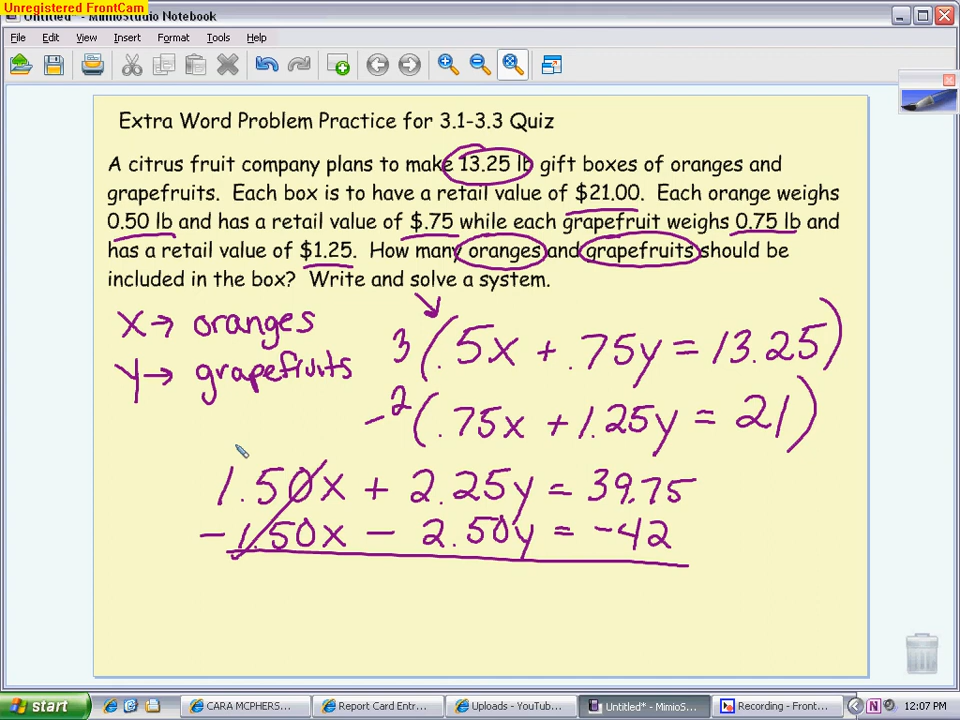 Unregistered FrontCam
Untitled* - MimioStudio Notebook
File Edit View Insert Format Tools Help
Extra Word Problem Practice for 3.1-3.3 Quiz
A citrus fruit company plans to make 13.25 lb gift boxes of oranges and
grapefruits. Each box is to have a retail value of $21.00. Each orange weighs
0.50 lb and has a retail value of $.75 while each grapefruit weighs 0.75 lb and
has a retail value of $1.25. How many oranges and grapefruits should be
included in the box? Write and solve a system.
X → oranges
y → grapefruits
3(.5x + .75y = 13.25)
-2(.75x + 1.25y = 21)
1.50x + 2.25y = 39.75
-1.50x - 2.50y = -42
start CARA MCPHERS... Report Card Entr... Uploads - YouTub... Untitled* - MimioS... Recording - Front... 12:07 PM